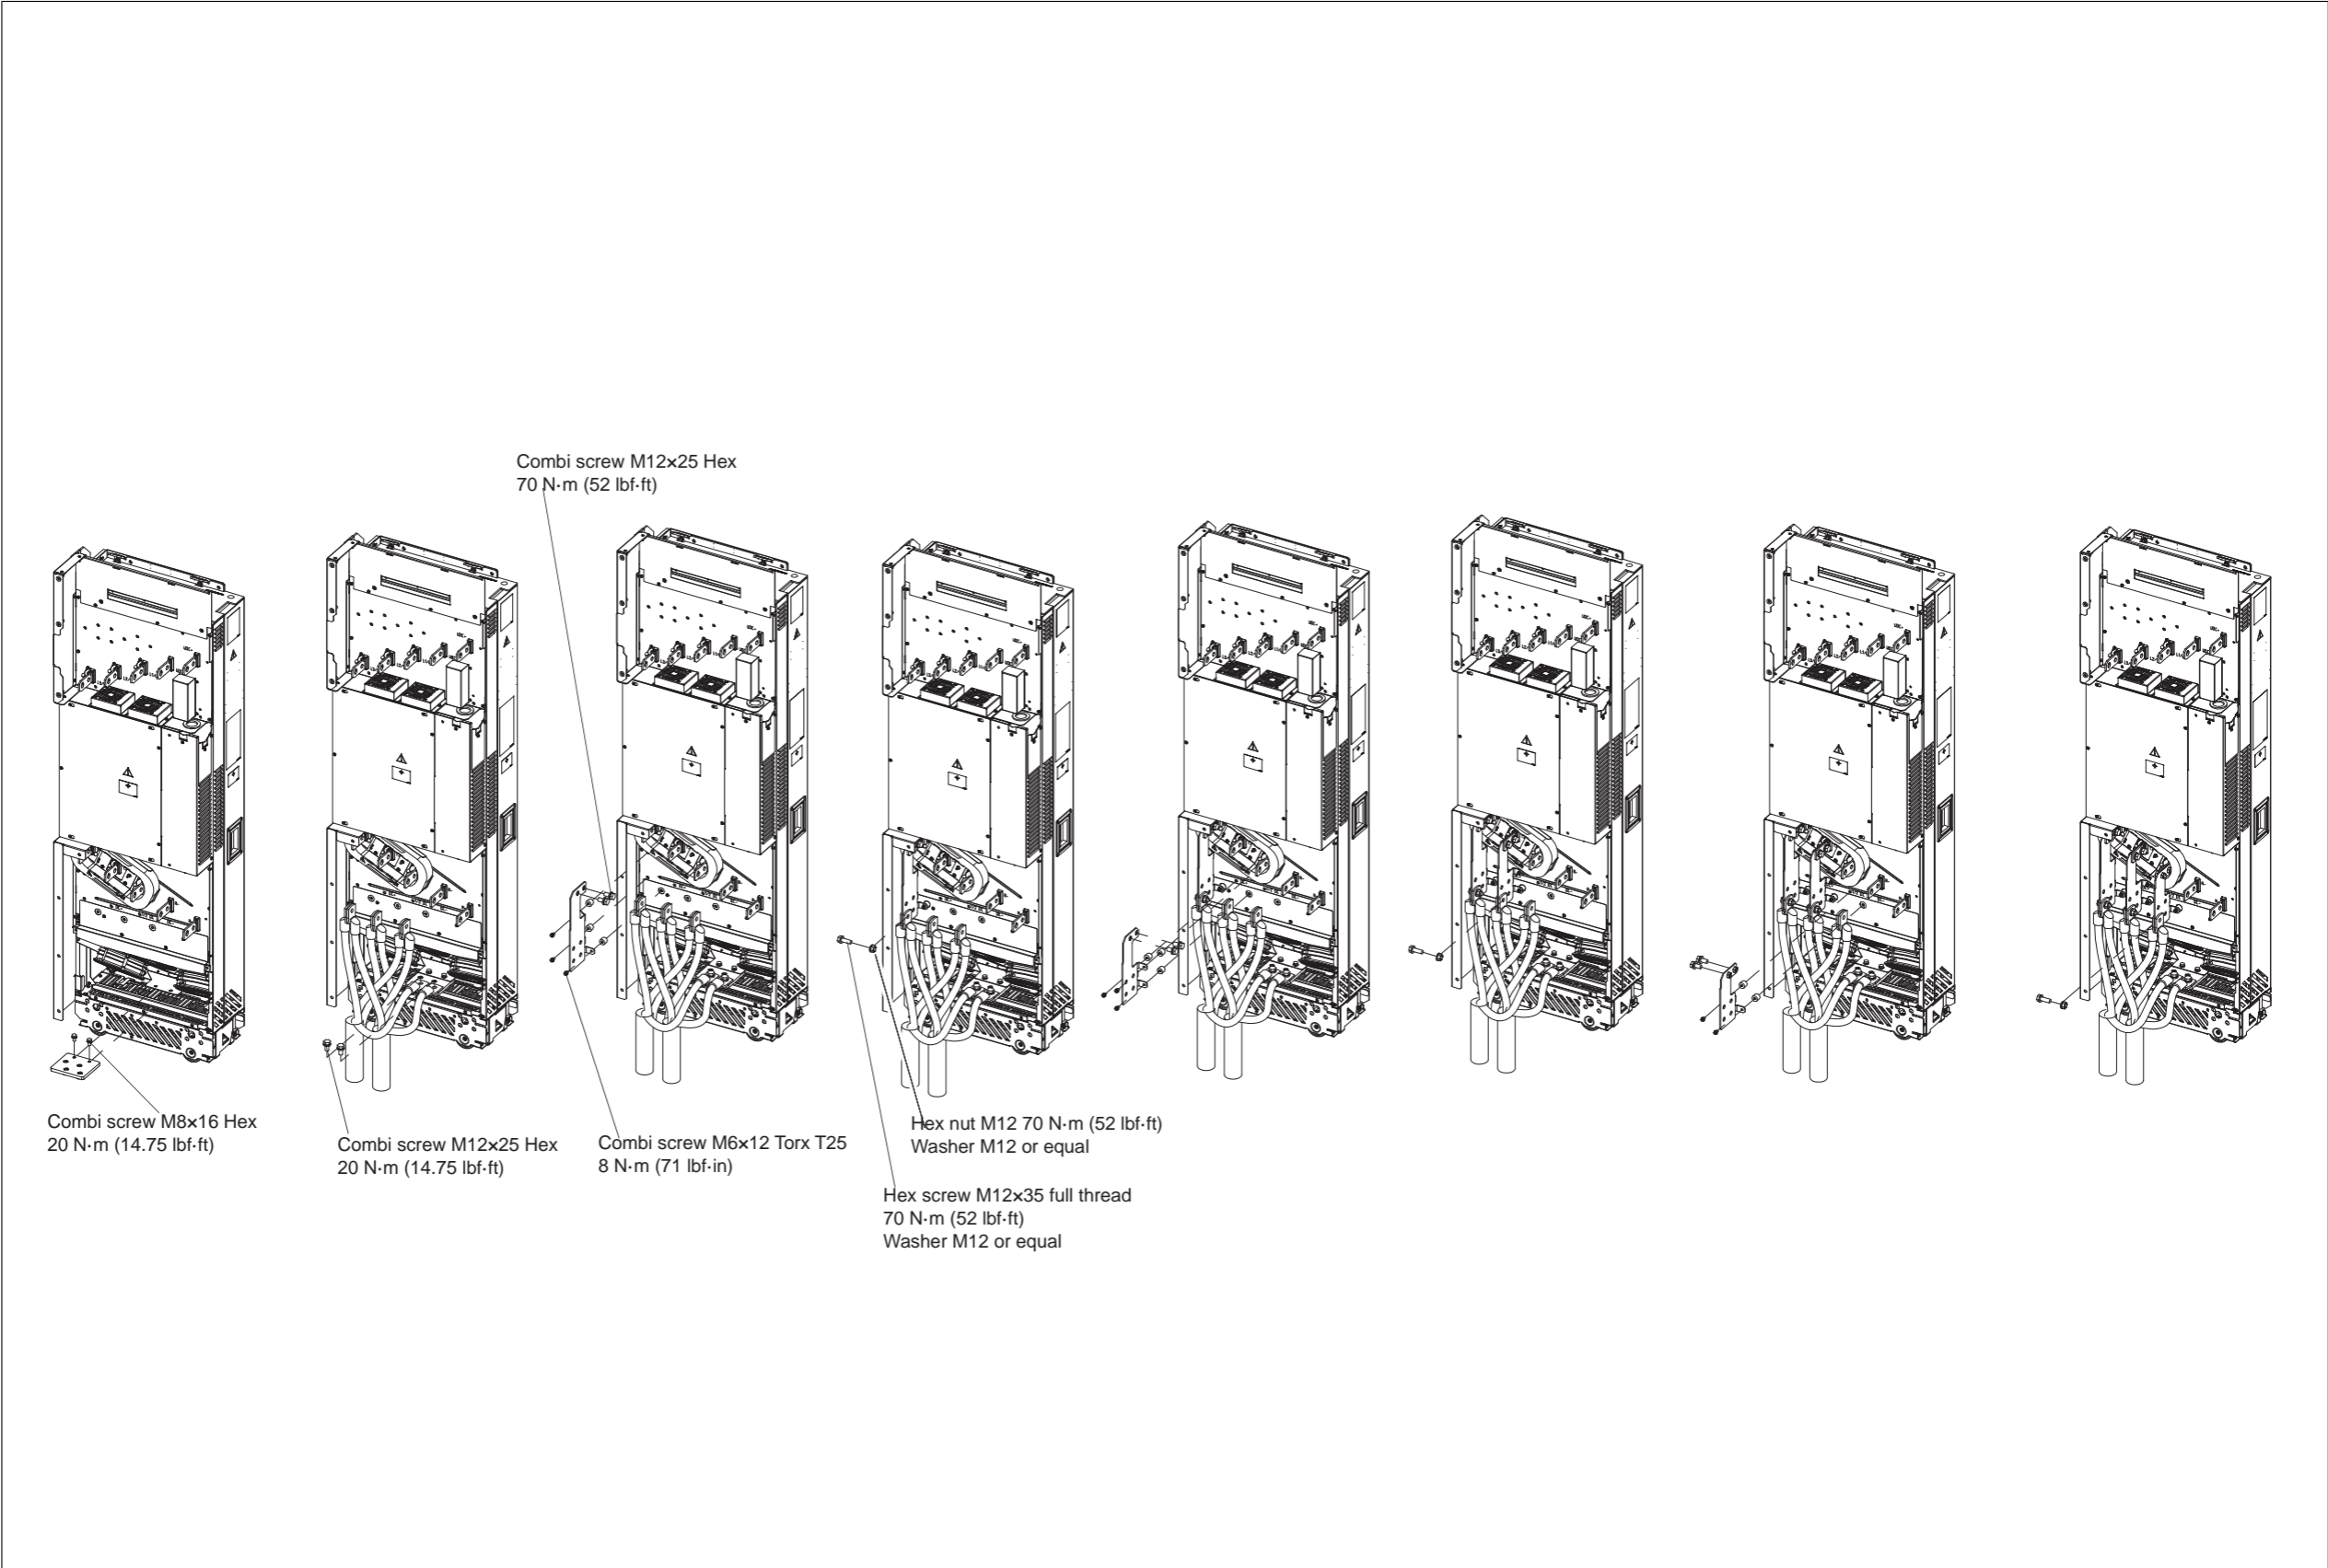 Combi screw M12×25 Hex
70 N·m (52 lbf·ft)
Combi screw M8×16 Hex
20 N·m (14.75 lbf·ft)
Combi screw M12×25 Hex
20 N·m (14.75 lbf·ft)
Combi screw M6×12 Torx T25
8 N·m (71 lbf·in)
Hex nut M12 70 N·m (52 lbf·ft)
Washer M12 or equal
Hex screw M12×35 full thread
70 N·m (52 lbf·ft)
Washer M12 or equal